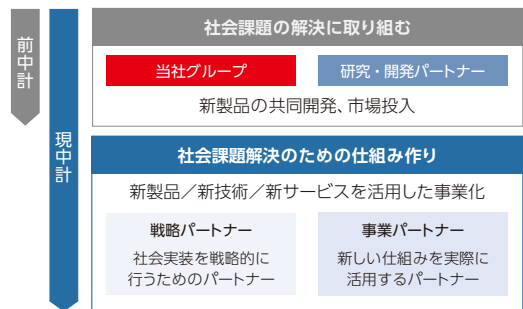 前中計
現中計
社会課題の解決に取り組む
当社グループ
研究・開発パートナー
新製品の共同開発、市場投入
社会課題解決のための仕組み作り
新製品／新技術／新サービスを活用した事業化
戦略パートナー
社会実装を戦略的に
行うためのパートナー
事業パートナー
新しい仕組みを実際に
活用するパートナー